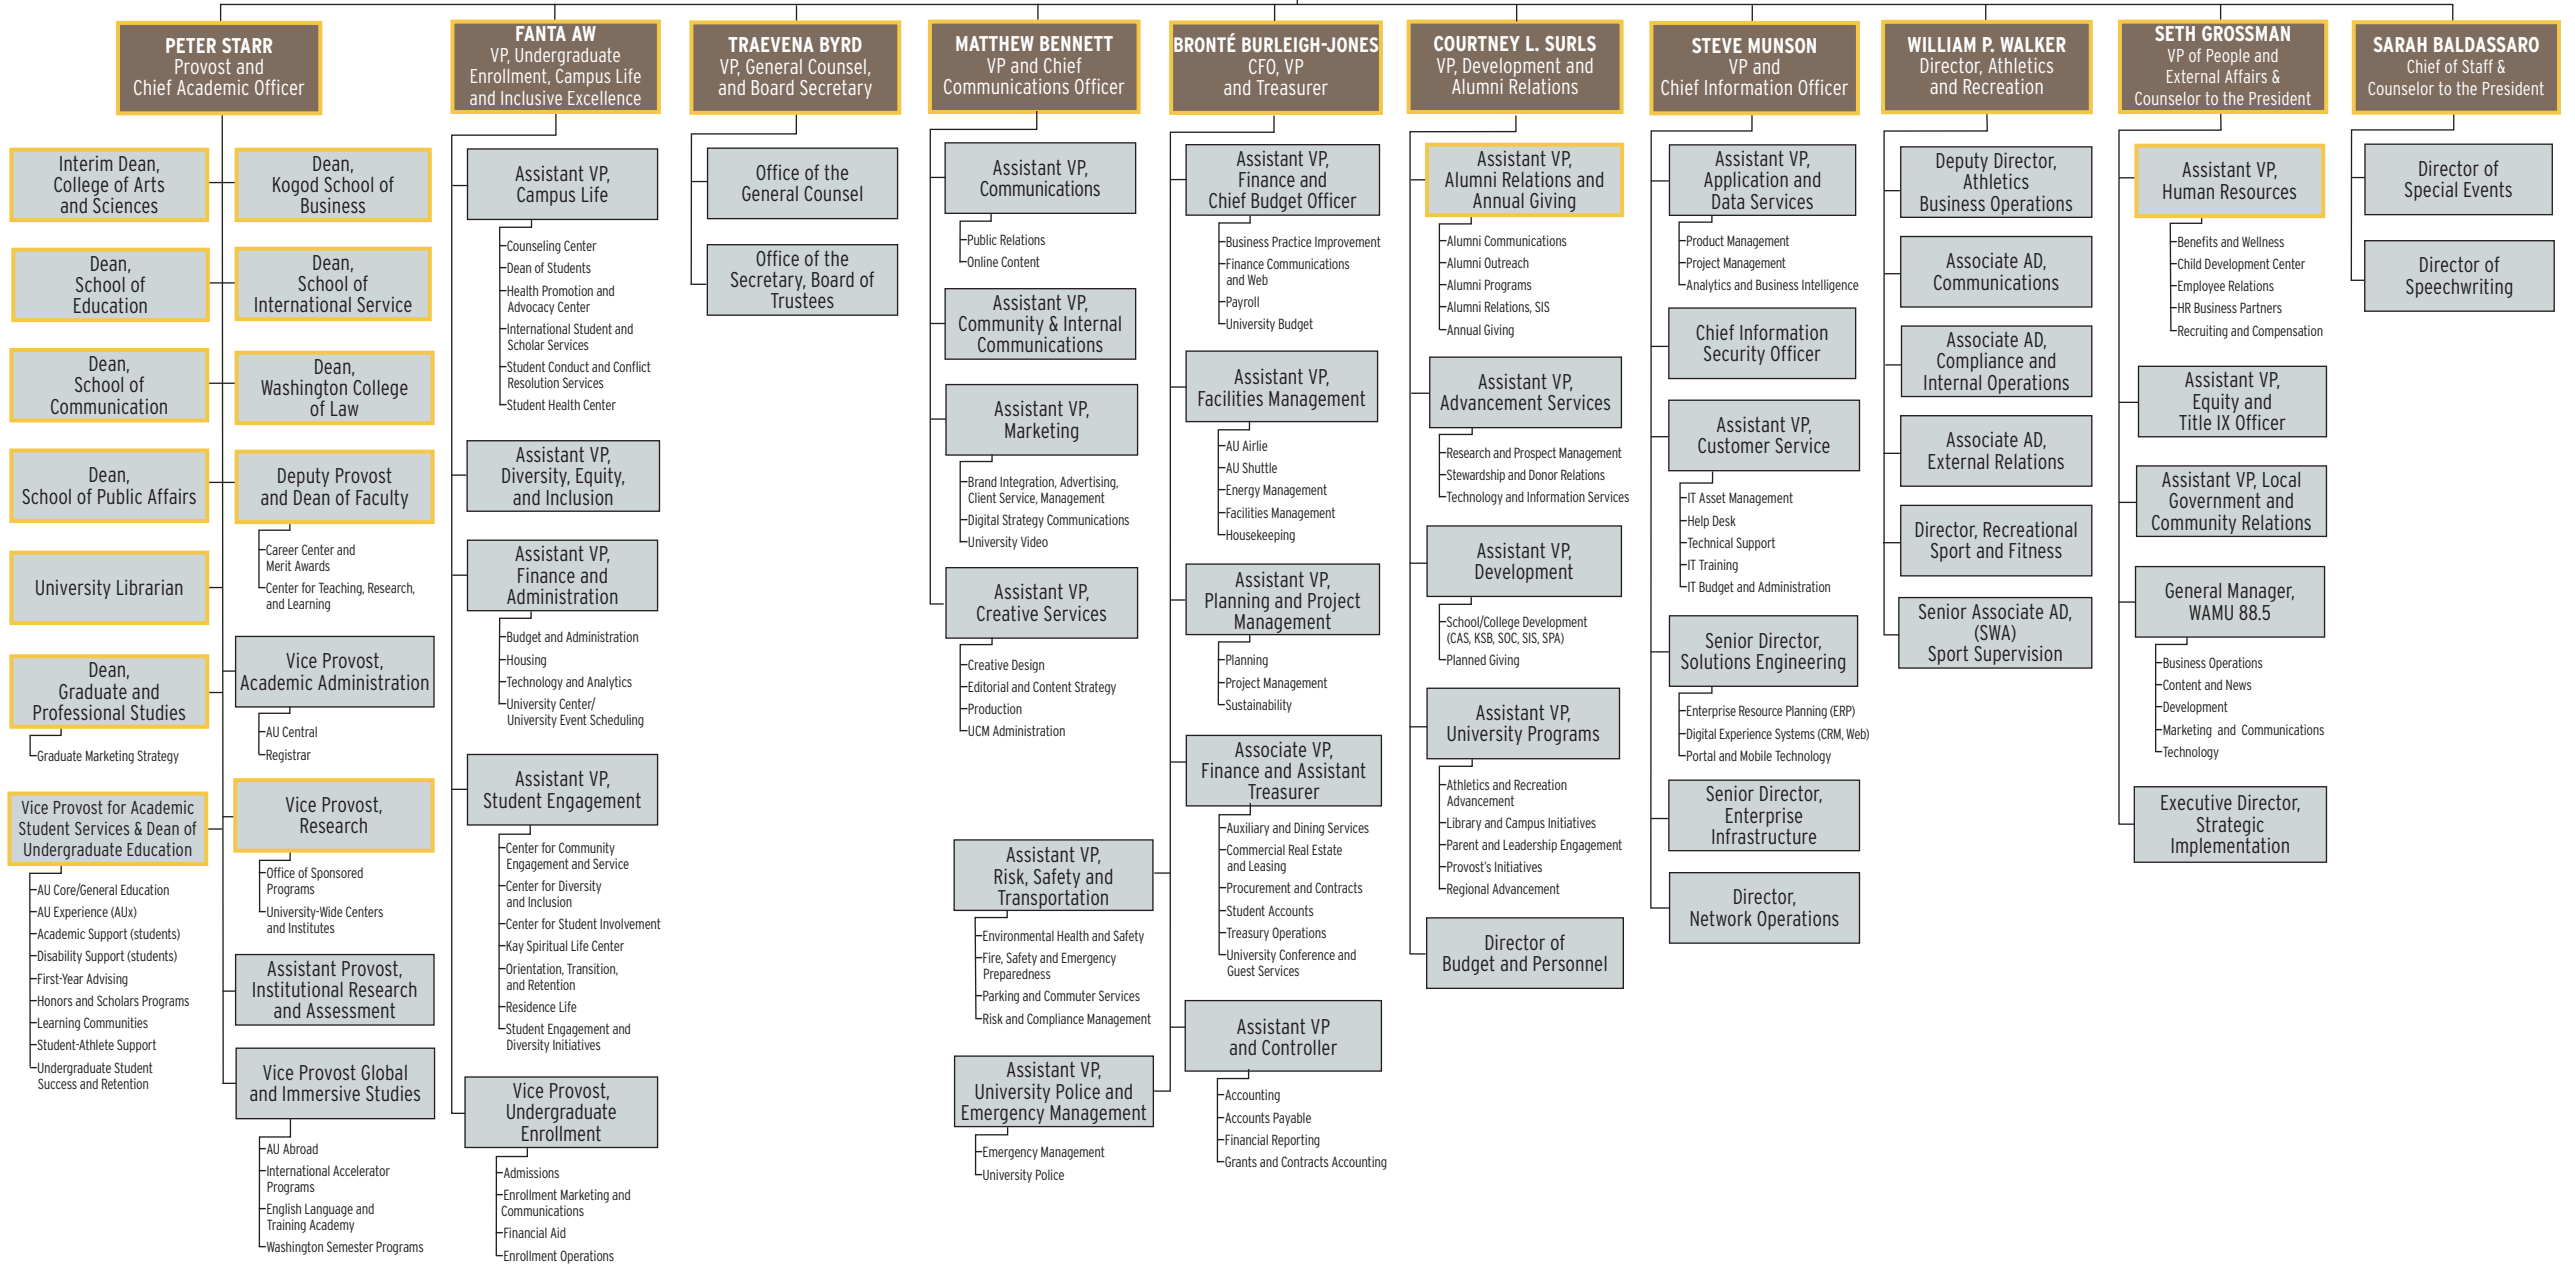 PETER STARR
Provost and
Chief Academic Officer
Interim Dean,
College of Arts
and Sciences
Dean,
Kogod School of
Business
Dean,
School of
Education
Dean,
School of
International Service
Dean,
School of
Communication
Dean,
Washington College
of Law
Dean,
School of Public Affairs
Deputy Provost
and Dean of Faculty
Career Center and
Merit Awards
Center for Teaching, Research,
and Learning
University Librarian
Vice Provost,
Academic Administration
AU Central
Registrar
Dean,
Graduate and
Professional Studies
Graduate Marketing Strategy
Vice Provost,
Research
Office of Sponsored
Programs
University-Wide Centers
and Institutes
Vice Provost for Academic
Student Services & Dean of
Undergraduate Education
AU Core/General Education
AU Experience (AUx)
Academic Support (students)
Disability Support (students)
First-Year Advising
Honors and Scholars Programs
Learning Communities
Student-Athlete Support
Undergraduate Student
Success and Retention
Assistant Provost,
Institutional Research
and Assessment
Vice Provost Global
and Immersive Studies
AU Abroad
International Accelerator
Programs
English Language and
Training Academy
Washington Semester Programs
FANTA AW
VP, Undergraduate
Enrollment, Campus Life
and Inclusive Excellence
Assistant VP,
Campus Life
Counseling Center
Dean of Students
Health Promotion and
Advocacy Center
International Student and
Scholar Services
Student Conduct and Conflict
Resolution Services
Student Health Center
Assistant VP,
Diversity, Equity,
and Inclusion
Assistant VP,
Finance and
Administration
Budget and Administration
Housing
Technology and Analytics
University Center/
University Event Scheduling
Assistant VP,
Student Engagement
Center for Community
Engagement and Service
Center for Diversity
and Inclusion
Center for Student Involvement
Kay Spiritual Life Center
Orientation, Transition,
and Retention
Residence Life
Student Engagement and
Diversity Initiatives
Vice Provost,
Undergraduate
Enrollment
Admissions
Enrollment Marketing and
Communications
Financial Aid
Enrollment Operations
TRAEVENA BYRD
VP, General Counsel,
and Board Secretary
Office of the
General Counsel
Office of the
Secretary, Board of
Trustees
MATTHEW BENNETT
VP and Chief
Communications Officer
Assistant VP,
Communications
Public Relations
Online Content
Assistant VP,
Community & Internal
Communications
Assistant VP,
Marketing
Brand Integration, Advertising,
Client Service, Management
Digital Strategy Communications
University Video
Assistant VP,
Creative Services
Creative Design
Editorial and Content Strategy
Production
UCM Administration
BRONTÉ BURLEIGH-JONES
CFO, VP
and Treasurer
Assistant VP,
Finance and
Chief Budget Officer
Business Practice Improvement
Finance Communications
and Web
Payroll
University Budget
Assistant VP,
Facilities Management
AU Airlie
AU Shuttle
Energy Management
Facilities Management
Housekeeping
Assistant VP,
Planning and Project
Management
Planning
Project Management
Sustainability
Associate VP,
Finance and Assistant
Treasurer
Auxiliary and Dining Services
Commercial Real Estate
and Leasing
Procurement and Contracts
Student Accounts
Treasury Operations
University Conference and
Guest Services
Assistant VP,
Risk, Safety and
Transportation
Environmental Health and Safety
Fire, Safety and Emergency
Preparedness
Parking and Commuter Services
Risk and Compliance Management
Assistant VP
and Controller
Accounting
Accounts Payable
Financial Reporting
Grants and Contracts Accounting
Assistant VP,
University Police and
Emergency Management
Emergency Management
University Police
COURTNEY L. SURLS
VP, Development and
Alumni Relations
Assistant VP,
Alumni Relations and
Annual Giving
Alumni Communications
Alumni Outreach
Alumni Programs
Alumni Relations, SIS
Annual Giving
Assistant VP,
Advancement Services
Research and Prospect Management
Stewardship and Donor Relations
Technology and Information Services
Assistant VP,
Development
School/College Development
(CAS, KSB, SOC, SIS, SPA)
Planned Giving
Assistant VP,
University Programs
Athletics and Recreation
Advancement
Library and Campus Initiatives
Parent and Leadership Engagement
Provost's Initiatives
Regional Advancement
Director of
Budget and Personnel
STEVE MUNSON
VP and
Chief Information Officer
Assistant VP,
Application and
Data Services
Product Management
Project Management
Analytics and Business Intelligence
Chief Information
Security Officer
Assistant VP,
Customer Service
IT Asset Management
Help Desk
Technical Support
IT Training
IT Budget and Administration
Senior Director,
Solutions Engineering
Enterprise Resource Planning (ERP)
Digital Experience Systems (CRM, Web)
Portal and Mobile Technology
Senior Director,
Enterprise
Infrastructure
Director,
Network Operations
WILLIAM P. WALKER
Director, Athletics
and Recreation
Deputy Director,
Athletics
Business Operations
Associate AD,
Communications
Associate AD,
Compliance and
Internal Operations
Associate AD,
External Relations
Director, Recreational
Sport and Fitness
Senior Associate AD,
(SWA)
Sport Supervision
SETH GROSSMAN
VP of People and
External Affairs &
Counselor to the President
Assistant VP,
Human Resources
Benefits and Wellness
Child Development Center
Employee Relations
HR Business Partners
Recruiting and Compensation
Assistant VP,
Equity and
Title IX Officer
Assistant VP, Local
Government and
Community Relations
General Manager,
WAMU 88.5
Business Operations
Content and News
Development
Marketing and Communications
Technology
Executive Director,
Strategic
Implementation
SARAH BALDASSARO
Chief of Staff &
Counselor to the President
Director of
Special Events
Director of
Speechwriting